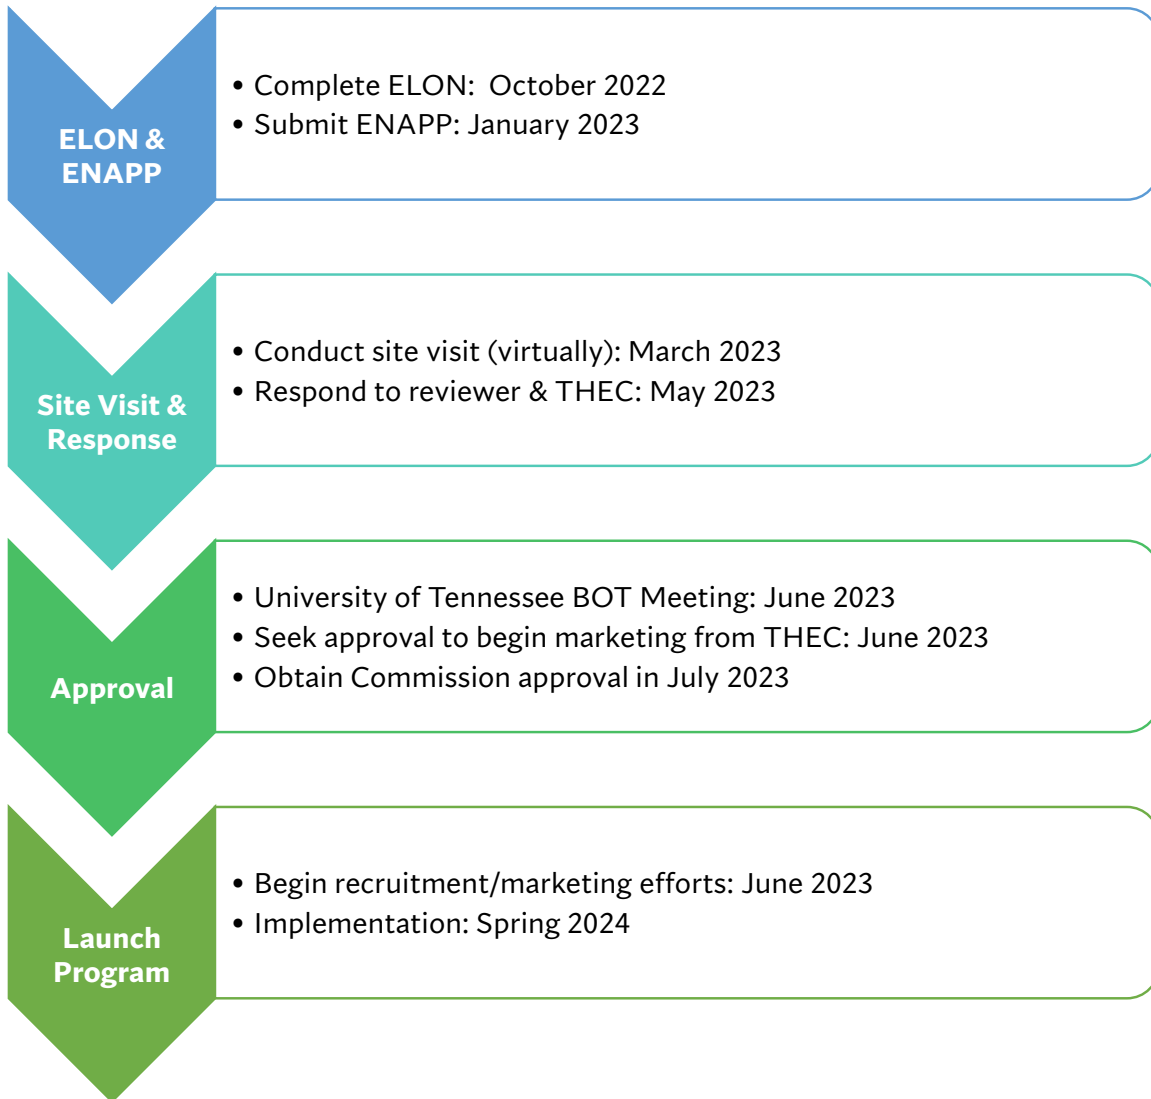 ELON &
ENAPP
• Complete ELON:  October 2022
• Submit ENAPP: January 2023
Site Visit &
Response
• Conduct site visit (virtually): March 2023
• Respond to reviewer & THEC: May 2023
Approval
• University of Tennessee BOT Meeting: June 2023
• Seek approval to begin marketing from THEC: June 2023
• Obtain Commission approval in July 2023
Launch
Program
• Begin recruitment/marketing efforts: June 2023
• Implementation: Spring 2024